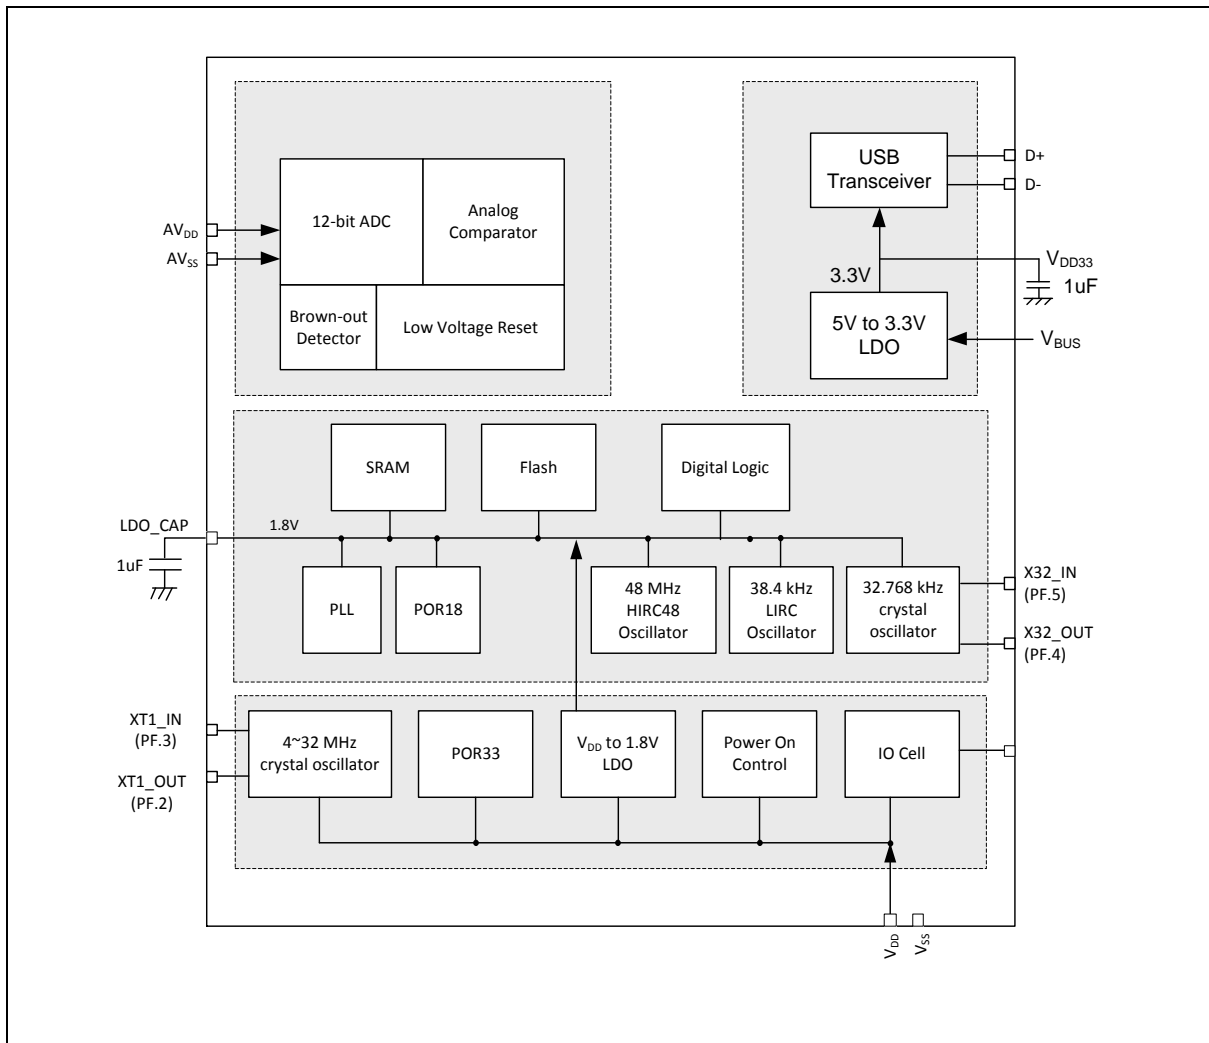 USB
Transceiver
D+
D-
12-bit ADC
Analog
Comparator
AVDD
AVSS
VDD33
3.3V
1uF
Brown-out
Detector
Low Voltage Reset
5V to 3.3V
LDO
VBUS
SRAM
Flash
Digital Logic
LDO_CAP
1.8V
1uF
PLL
POR18
48 MHz
HIRC48
Oscillator
38.4 kHz
LIRC
Oscillator
32.768 kHz
crystal
oscillator
X32_IN
(PF.5)
X32_OUT
(PF.4)
XT1_IN
(PF.3)
XT1_OUT
(PF.2)
4~32 MHz
crystal oscillator
POR33
VDD to 1.8V
LDO
Power On
Control
IO Cell
VDD
VSS